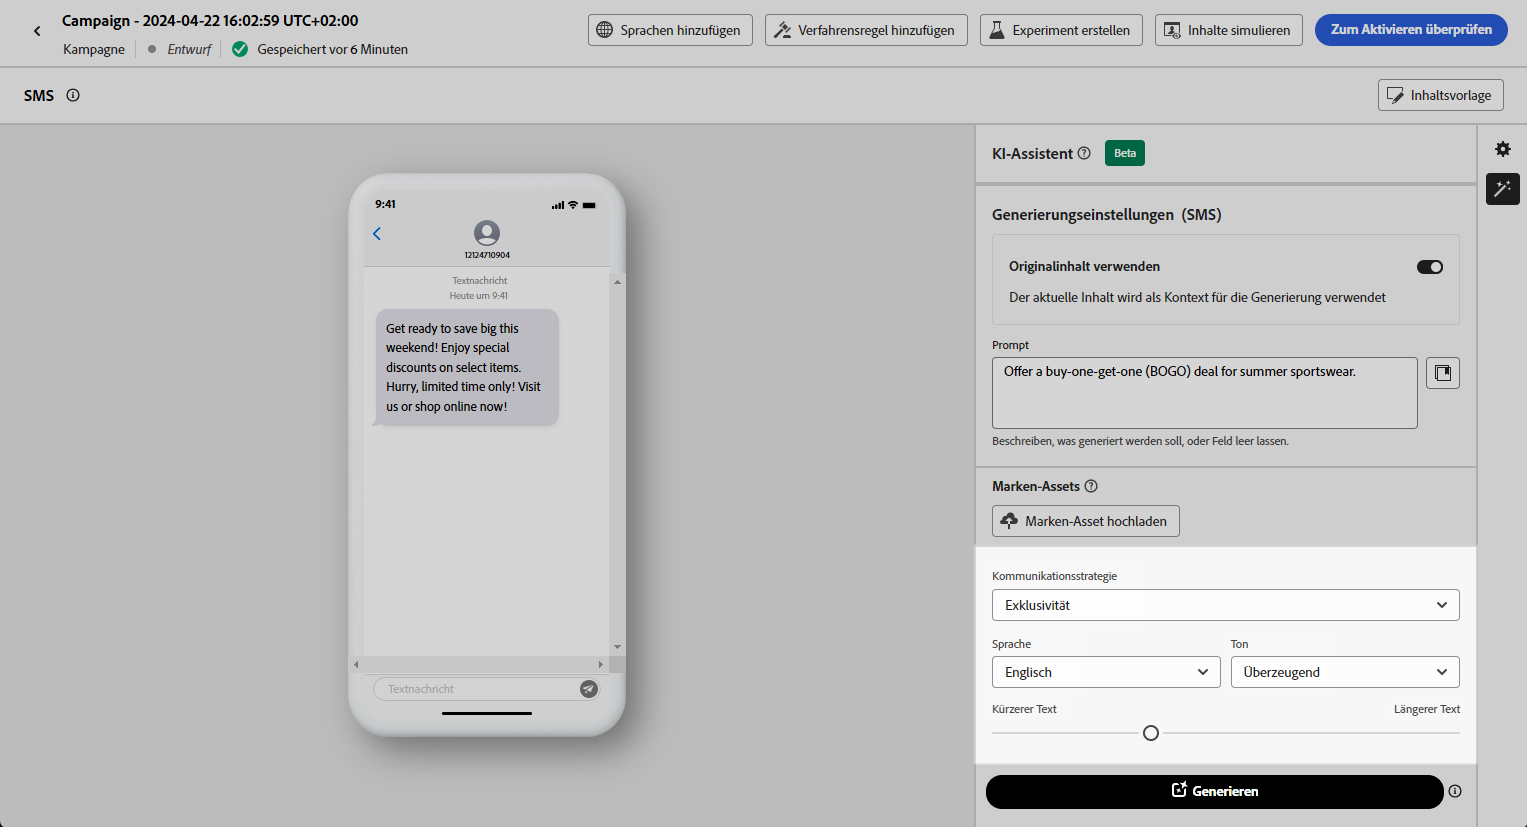 Campaign - 2024-04-22 16:02:59 UTC+02:00
Kampagne
Entwurf
Gespeichert vor 6 Minuten
Sprachen hinzufügen
Verfahrensregel hinzufügen
Experiment erstellen
Inhalte simulieren
Zum Aktivieren überprüfen
SMS
Inhaltsvorlage
9:41
12124710904
Textnachricht
Heute um 9:41
Get ready to save big this
weekend! Enjoy special
discounts on select items.
Hurry, limited time only! Visit
us or shop online now!
Textnachricht
KI-Assistent
Beta
Generierungseinstellungen (SMS)
Originalinhalt verwenden
Der aktuelle Inhalt wird als Kontext für die Generierung verwendet
Prompt
Offer a buy-one-get-one (BOGO) deal for summer sportswear.
Beschreiben, was generiert werden soll, oder Feld leer lassen.
Marken-Assets
Marken-Asset hochladen
Kommunikationsstrategie
Exklusivität
Sprache
Ton
Englisch
Überzeugend
Kürzerer Text
Längerer Text
Generieren